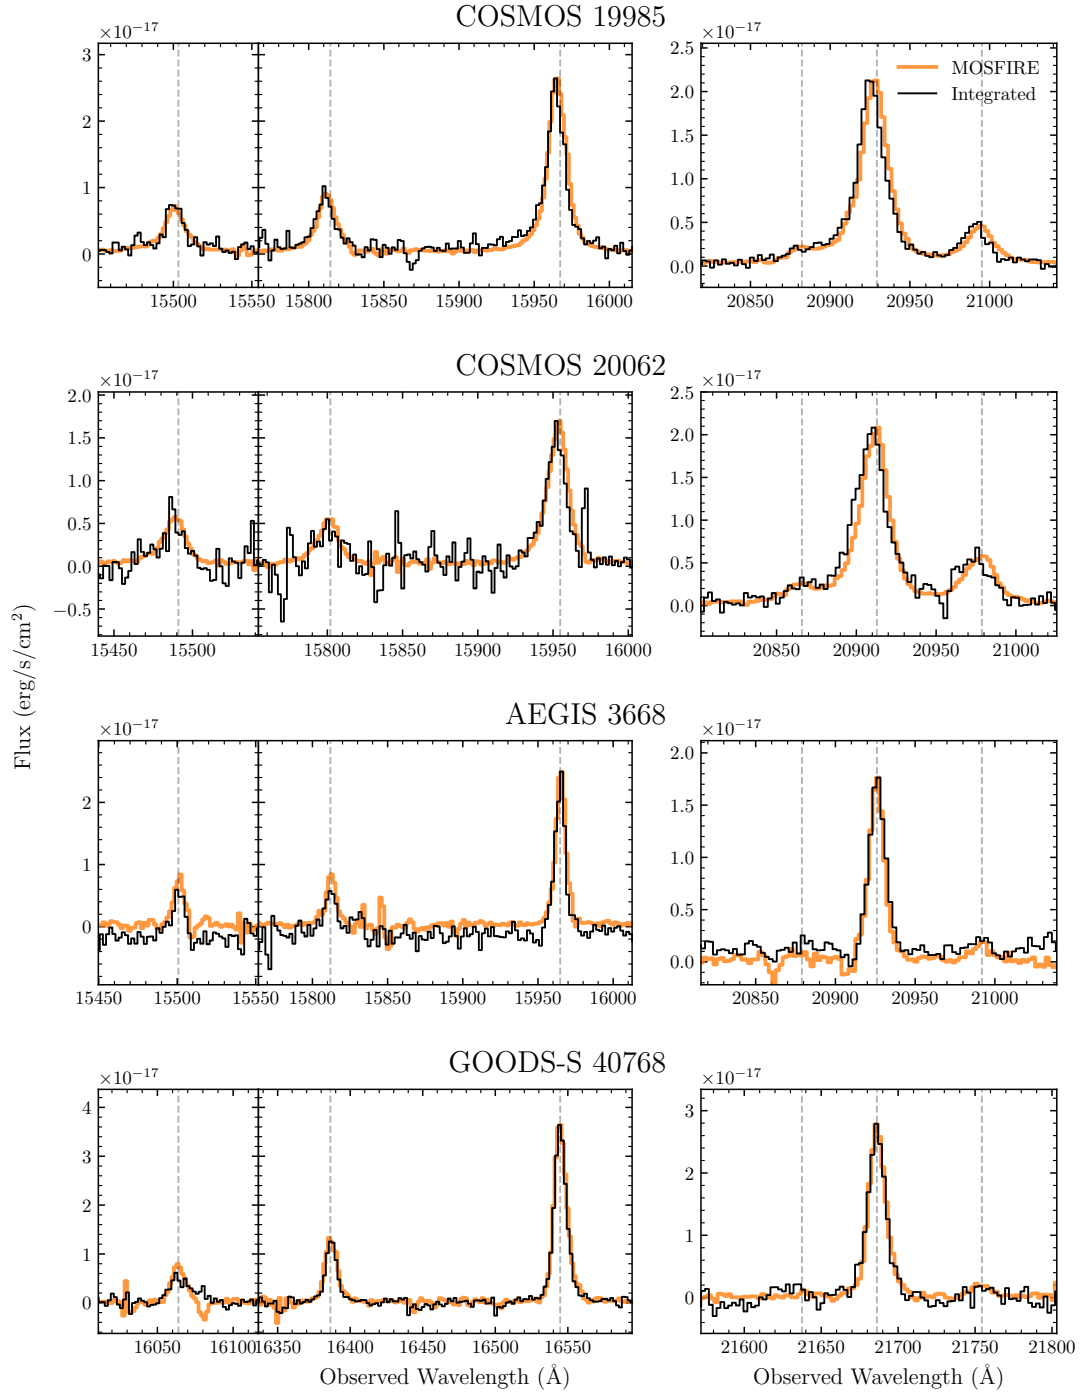 COSMOS 19985
×10⁻¹⁷ ×10⁻¹⁷
3 2 1 0
2.5 2.0 1.5 1.0 0.5 0.0
MOSFIRE
Integrated
15500 15550 15800 15850 15900 15950 16000 20850 20900 20950 21000
COSMOS 20062
×10⁻¹⁷ ×10⁻¹⁷
2.0 1.5 1.0 0.5 0.0 −0.5
2.5 2.0 1.5 1.0 0.5 0.0
15450 15500 15800 15850 15900 15950 16000 20850 20900 20950 21000
Flux (erg/s/cm²)
AEGIS 3668
×10⁻¹⁷ ×10⁻¹⁷
2 1 0
2.0 1.5 1.0 0.5 0.0
15450 15500 15550 15800 15850 15900 15950 16000 20850 20900 20950 21000
GOODS-S 40768
×10⁻¹⁷ ×10⁻¹⁷
4 3 2 1 0
3 2 1 0
16050 16100 16350 16400 16450 16500 16550 21600 21650 21700 21750 21800
Observed Wavelength (Å) Observed Wavelength (Å)